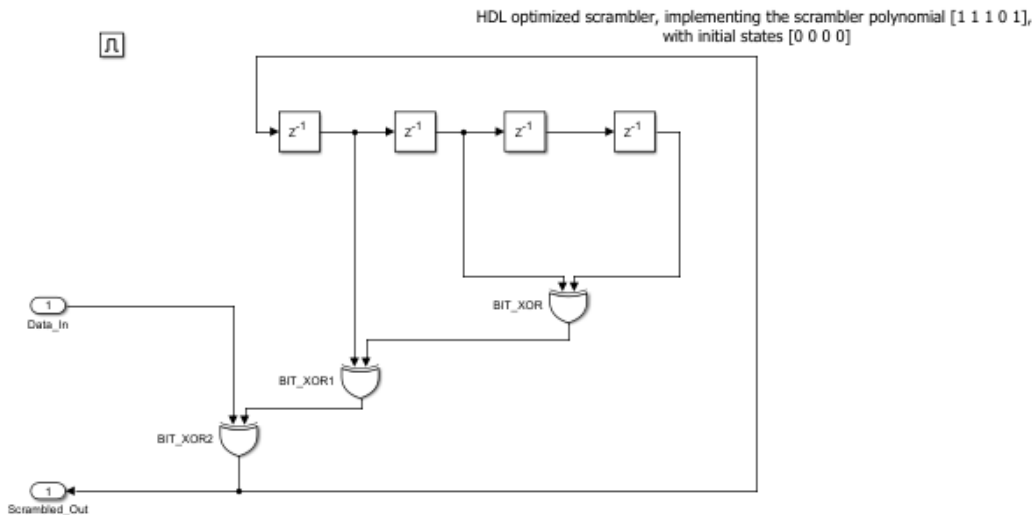 HDL optimized scrambler, implementing the scrambler polynomial [1 1 1 0 1],
with initial states [0 0 0 0]
z-1 z-1 z-1 z-1
BIT_XOR
1
Data_In
BIT_XOR1
BIT_XOR2
1
Scrambled_Out